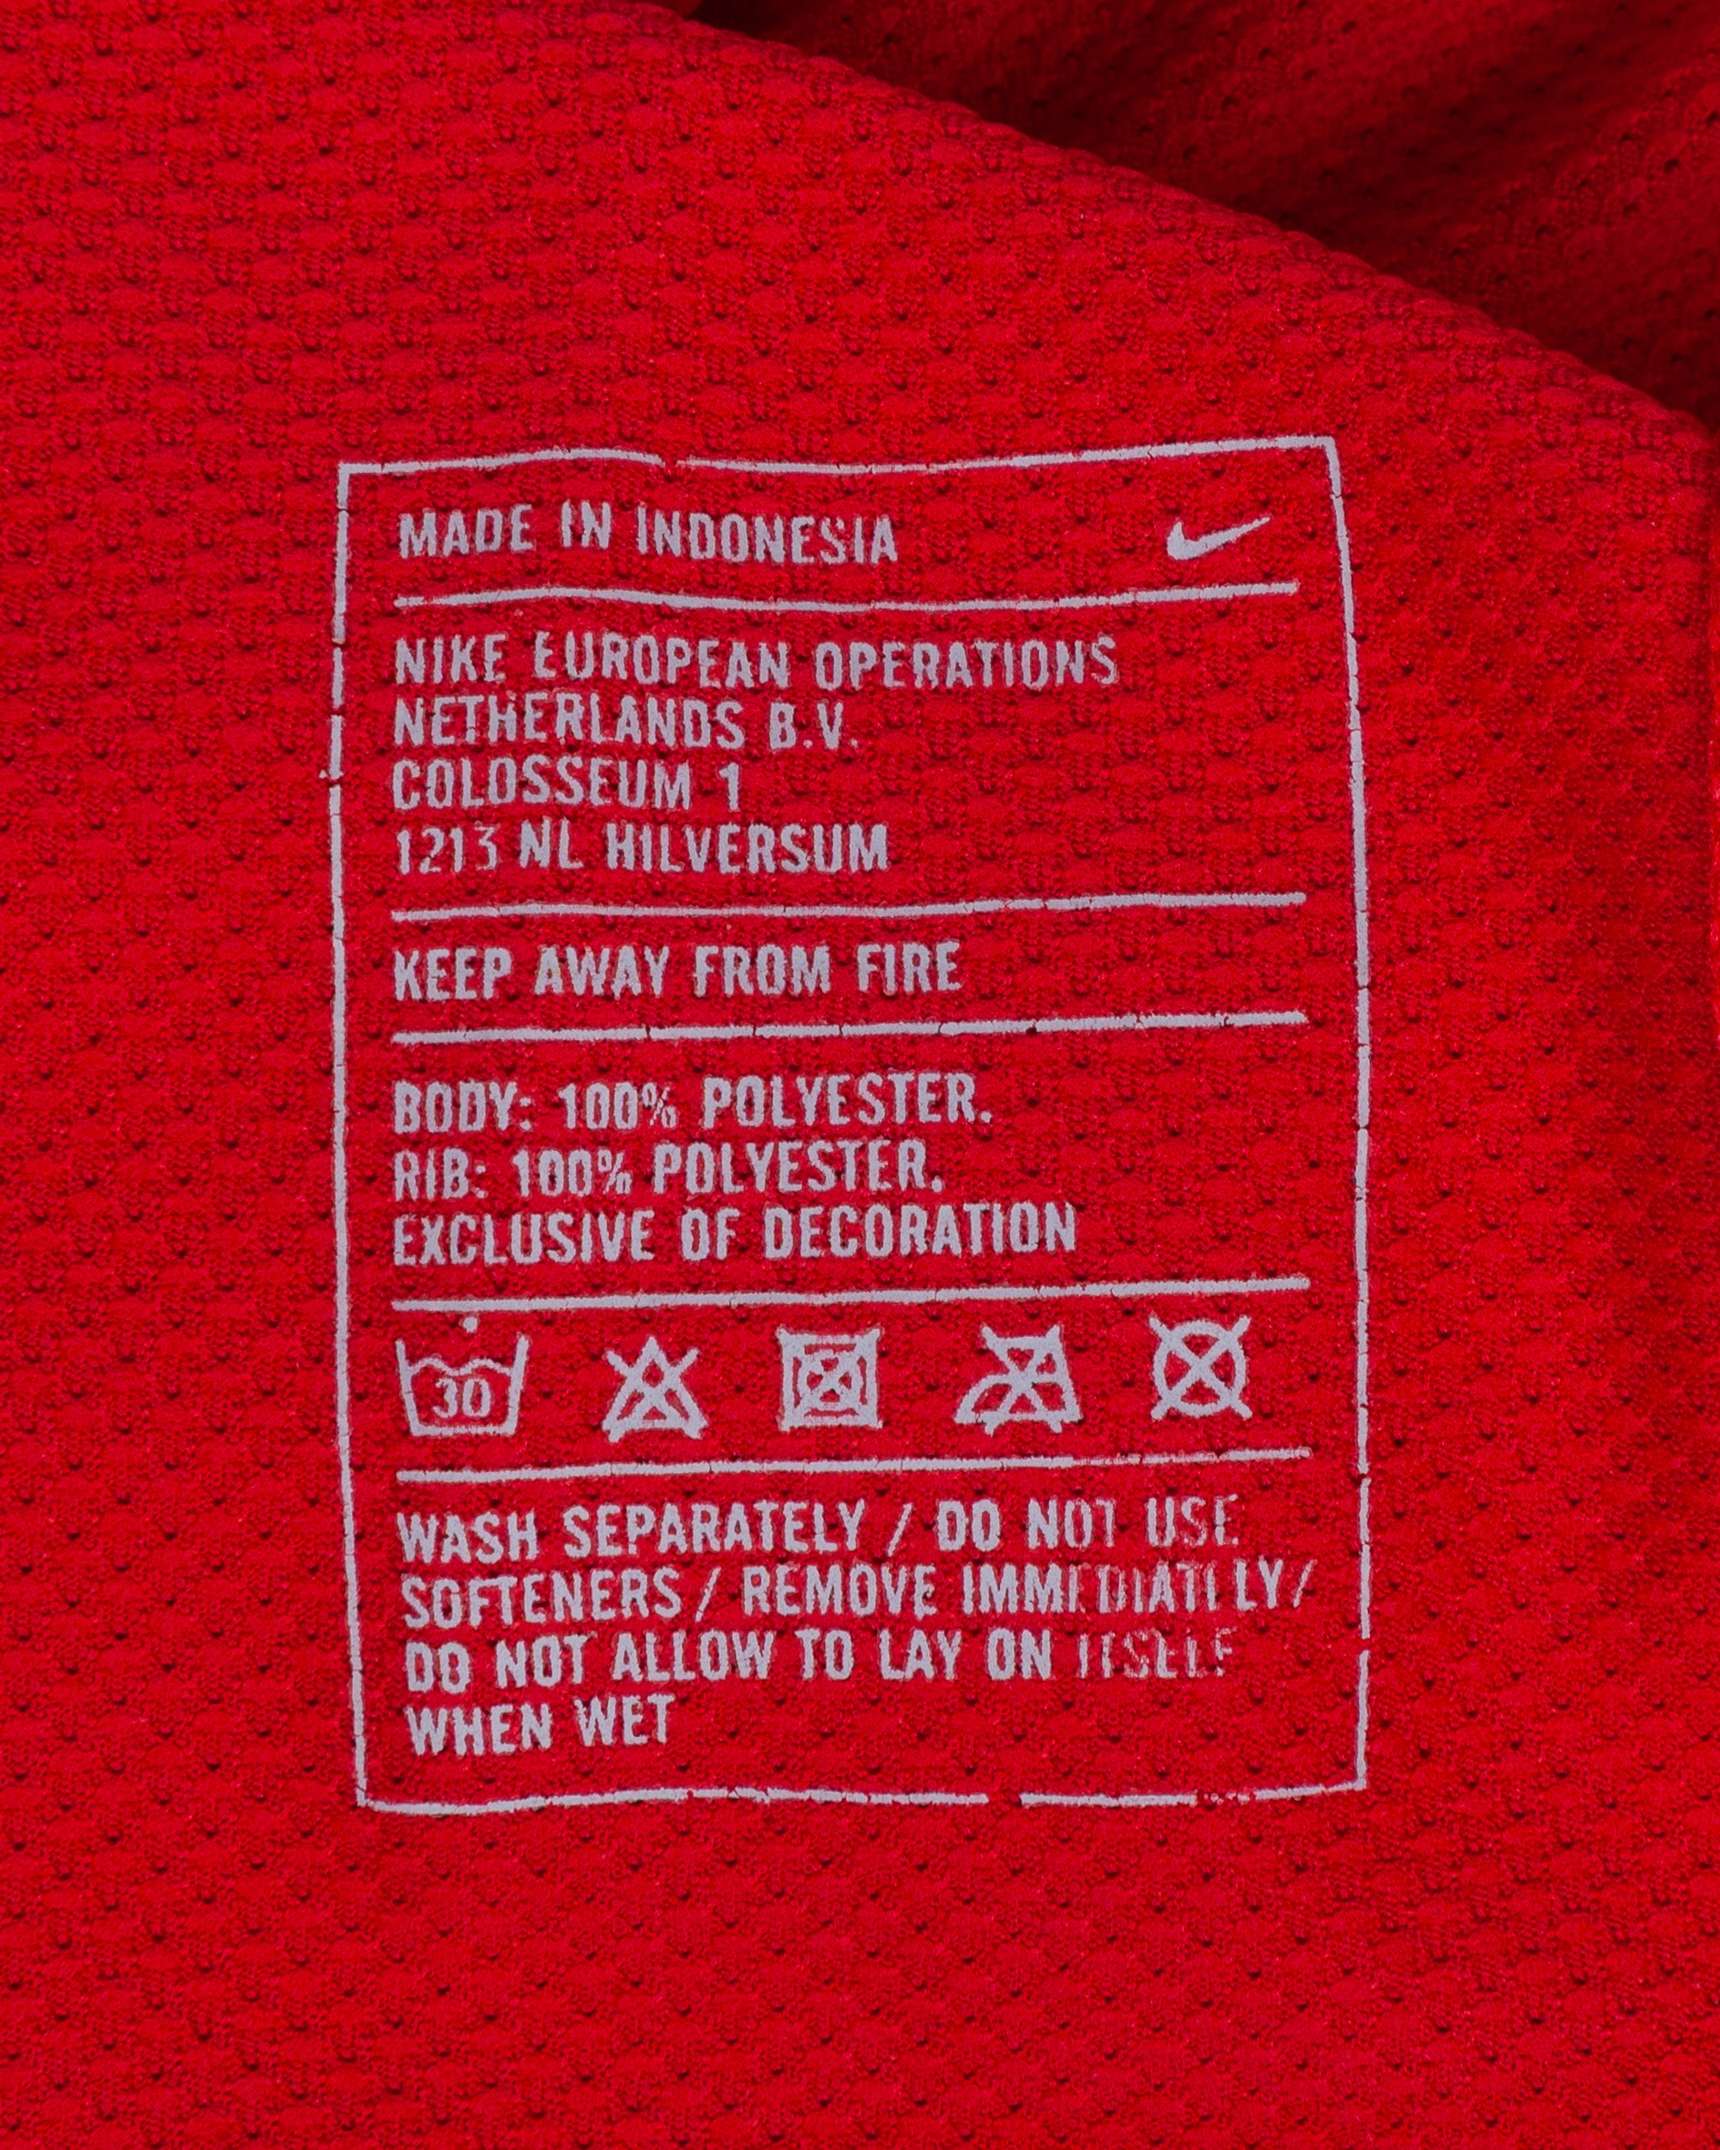 MADE IN INDONESIA
NIKE EUROPEAN OPERATIONS
NETHERLANDS B.V.
COLOSSEUM 1
1213 NL HILVERSUM
KEEP AWAY FROM FIRE
BODY: 100% POLYESTER.
RIB: 100% POLYESTER.
EXCLUSIVE OF DECORATION
30
WASH SEPARATELY / DO NOT USE
SOFTENERS / REMOVE IMMEDIATELY/
DO NOT ALLOW TO LAY ON ITSELF
WHEN WET